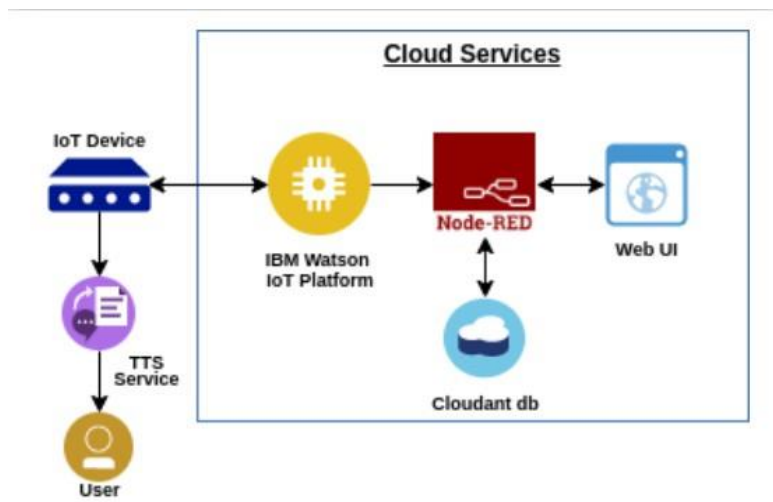 Cloud Services
IoT Device
IBM Watson
IoT Platform
Node-RED
Web UI
TTS
Service
Cloudant db
User